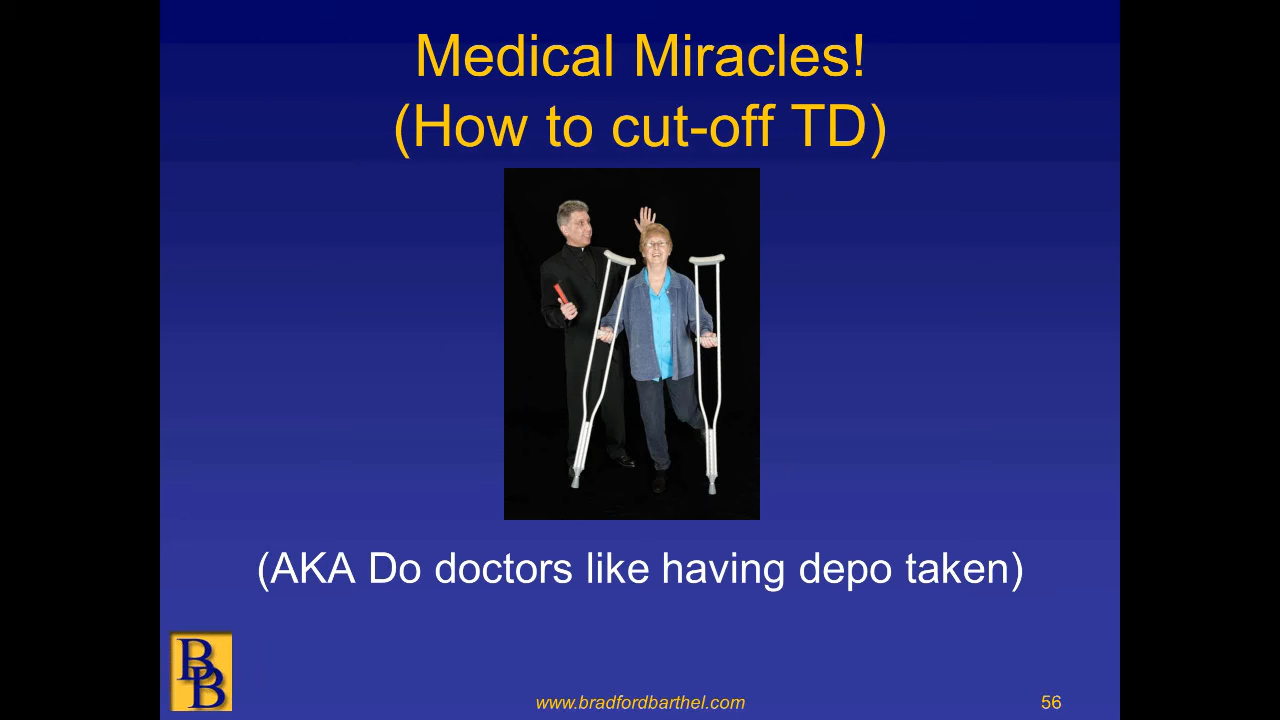 Medical Miracles!
(How to cut-off TD)
(AKA Do doctors like having depo taken)
BB
www.bradfordbarthel.com
56